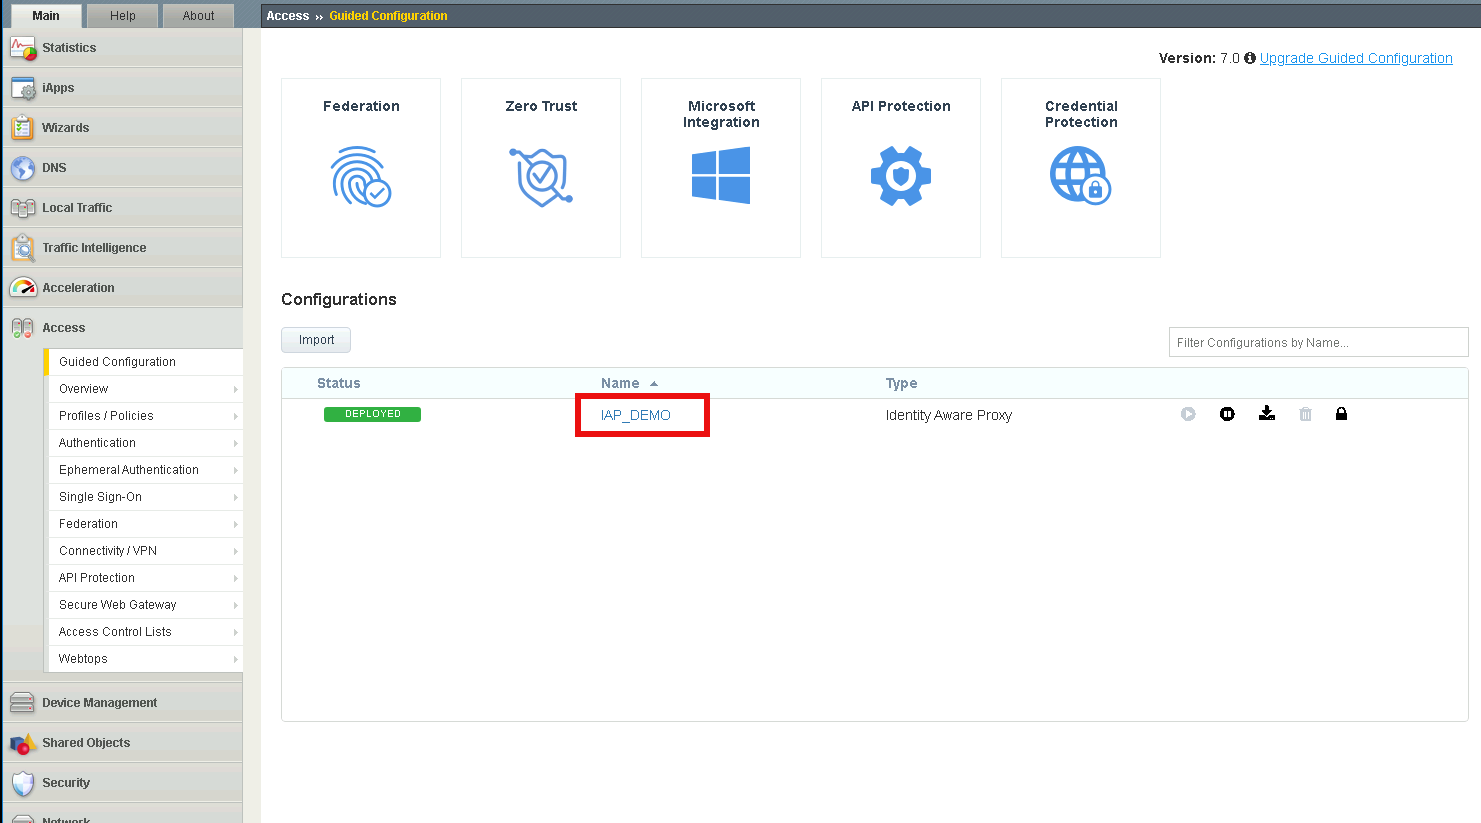 Main
Help
About
Access » Guided Configuration
Statistics
iApps
Wizards
DNS
Local Traffic
Traffic Intelligence
Acceleration
Access
Guided Configuration
Overview
Profiles / Policies
Authentication
Ephemeral Authentication
Single Sign-On
Federation
Connectivity / VPN
API Protection
Secure Web Gateway
Access Control Lists
Webtops
Device Management
Shared Objects
Security
Network
Version: 7.0 Upgrade Guided Configuration
Federation
Zero Trust
Microsoft
Integration
API Protection
Credential
Protection
Configurations
Import
Filter Configurations by Name...
Status Name Type
DEPLOYED IAP_DEMO Identity Aware Proxy